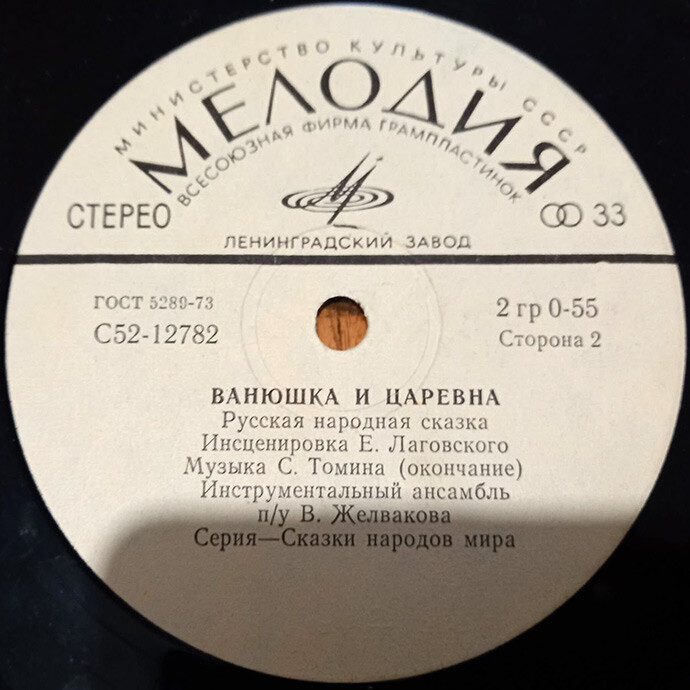 МИНИСТЕРСТВО КУЛЬТУРЫ СССР
МЕЛОДИЯ
ВСЕСОЮЗНАЯ ФИРМА ГРАМПЛАСТИНОК
СТЕРЕО
33
ЛЕНИНГРАДСКИЙ ЗАВОД
ГОСТ 5289-73
2 гр 0-55
С52-12782
Сторона 2
ВАНЮШКА И ЦАРЕВНА
Русская народная сказка
Инсценировка Е. Лаговского
Музыка С. Томина (окончание)
Инструментальный ансамбль
п/у В. Желвакова
Серия—Сказки народов мира